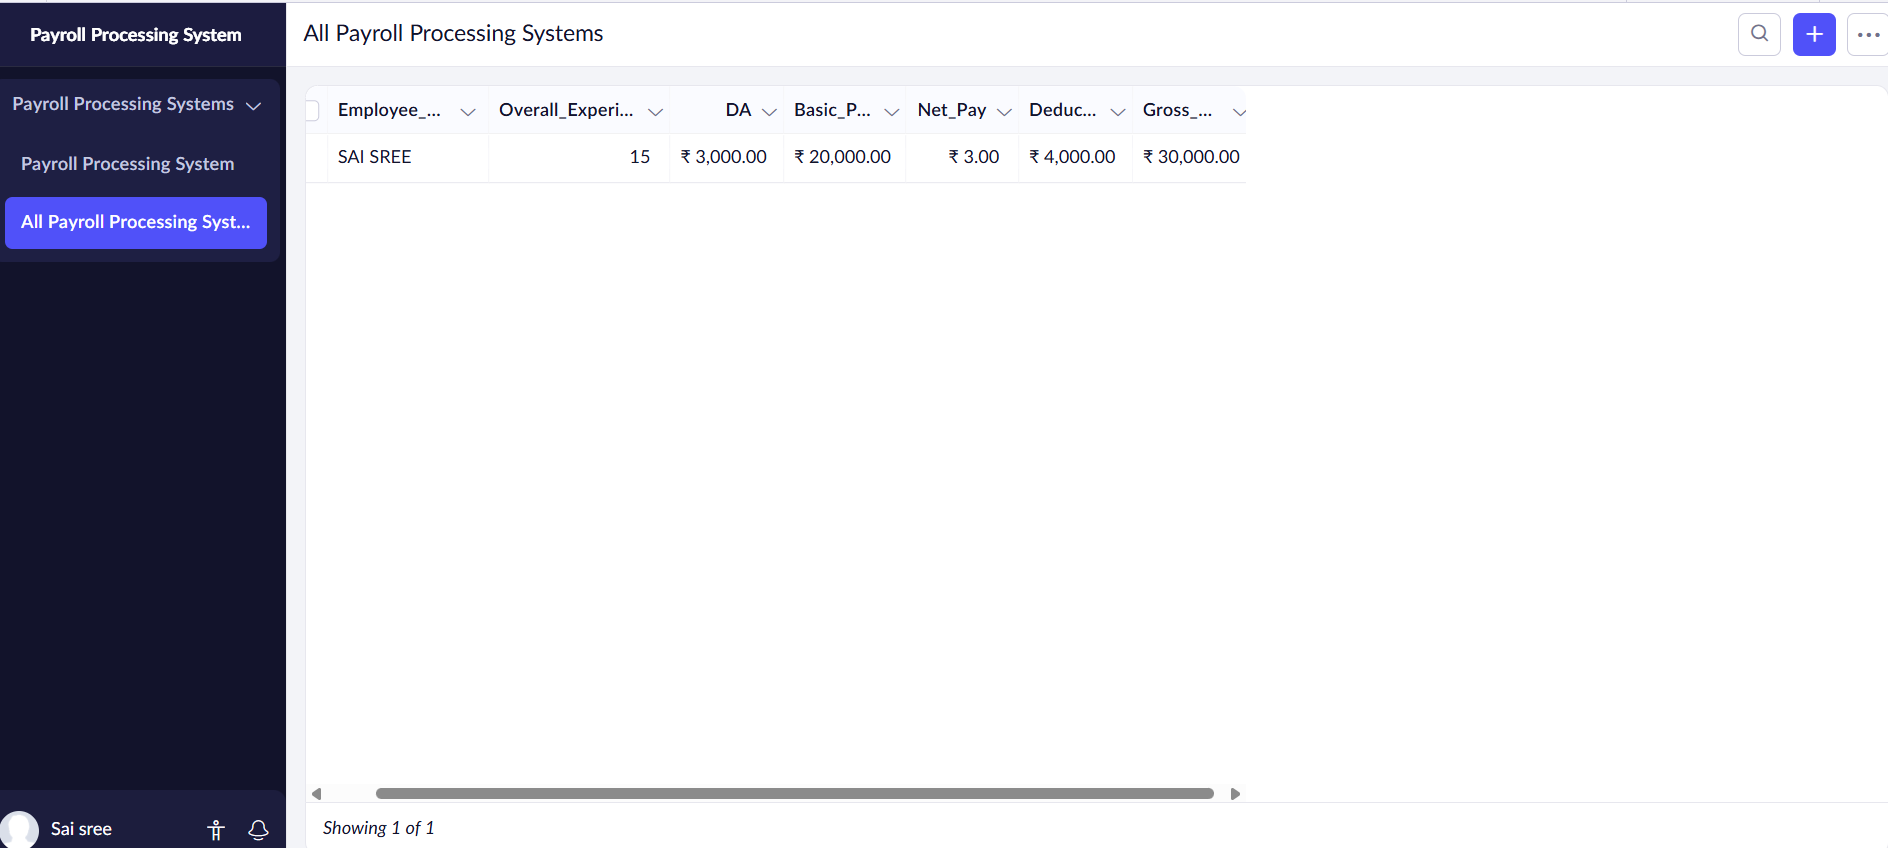 Payroll Processing System
Payroll Processing Systems
Payroll Processing System
All Payroll Processing Syst...
Sai sree
All Payroll Processing Systems
Employee_... Overall_Experi... DA Basic_P... Net_Pay Deduc... Gross_...
SAI SREE 15 ₹ 3,000.00 ₹ 20,000.00 ₹ 3.00 ₹ 4,000.00 ₹ 30,000.00
Showing 1 of 1